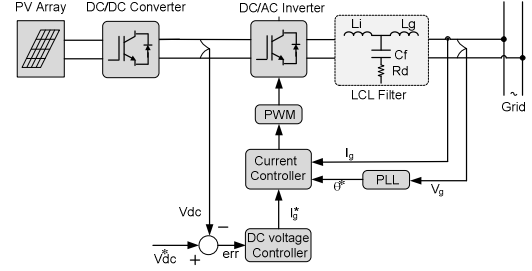 PV Array
DC/DC Converter
DC/AC Inverter
Li
Lg
Cf
Rd
LCL Filter
~
Grid
PWM
Current
Controller
Ig
θ*
PLL
Vg
Vdc
Ig*
−
Vdc*
+
err
DC voltage
Controller